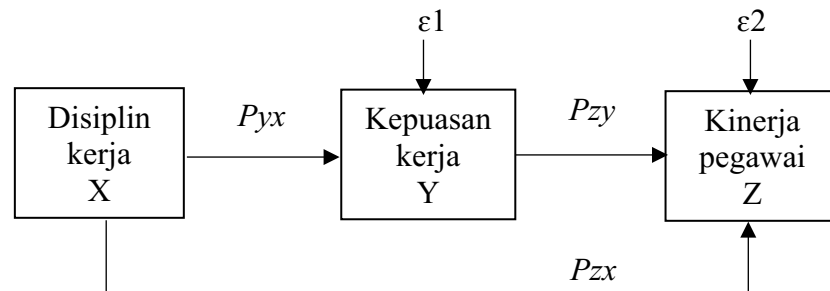 ε1
ε2
Disiplin
kerja
X
Pyx
Kepuasan
kerja
Y
Pzy
Kinerja
pegawai
Z
Pzx